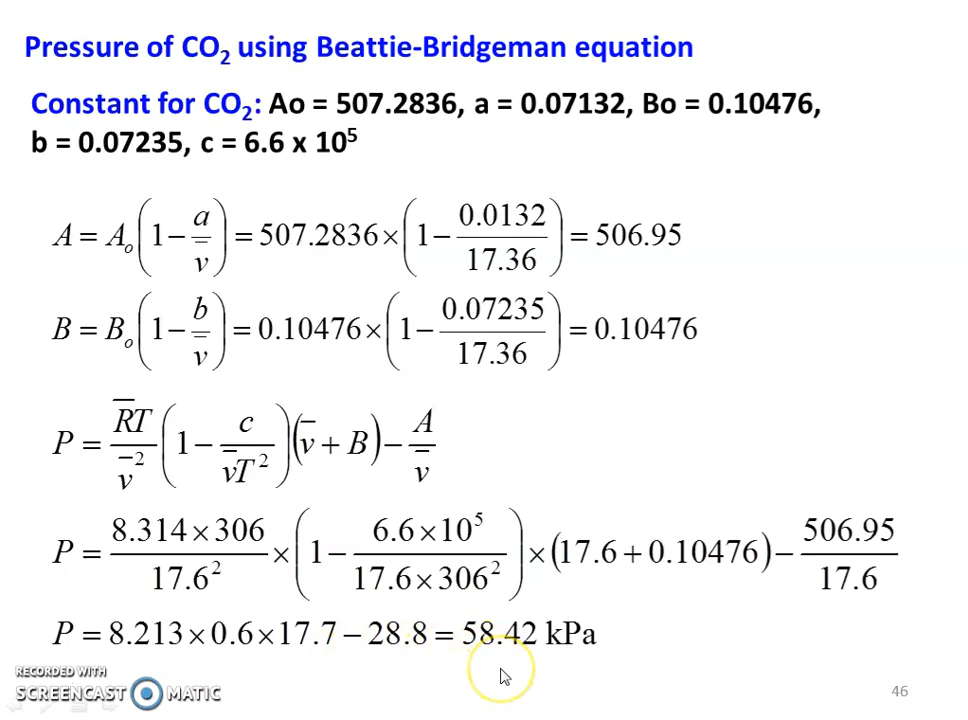 Pressure of CO₂ using Beattie-Bridgeman equation
Constant for CO₂: Ao = 507.2836, a = 0.07132, Bo = 0.10476,
b = 0.07235, c = 6.6 x 10⁵
A = Aₒ(1 − a/v̄) = 507.2836 × (1 − 0.0132/17.36) = 506.95
B = Bₒ(1 − b/v̄) = 0.10476 × (1 − 0.07235/17.36) = 0.10476
P = R̄T/v̄² (1 − c/v̄T²)(v̄ + B) − A/v̄
P = 8.314 × 306/17.6² × (1 − 6.6 × 10⁵/17.6 × 306²) × (17.6 + 0.10476) − 506.95/17.6
P = 8.213 × 0.6 × 17.7 − 28.8 = 58.42 kPa
RECORDED WITH
SCREENCAST MATIC
46